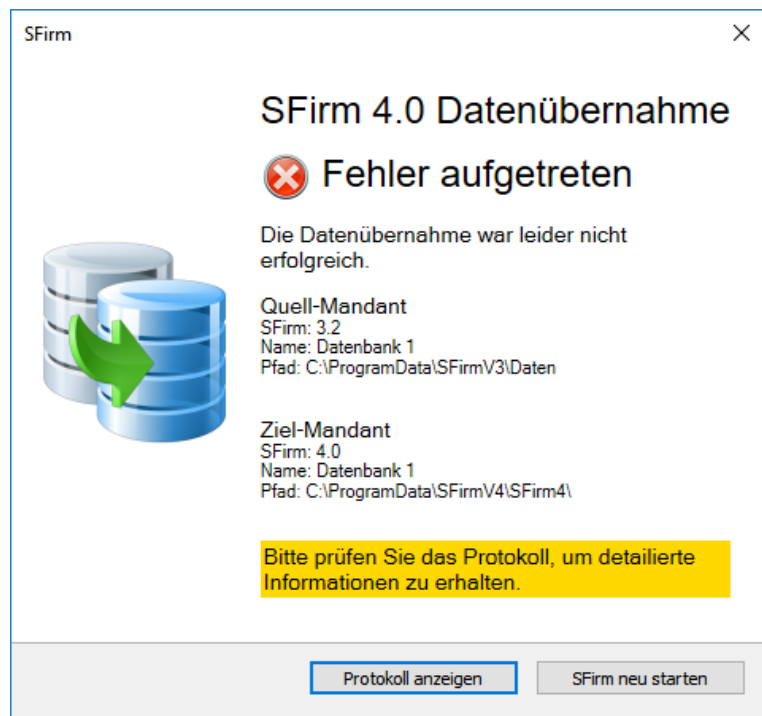 SFirm
SFirm 4.0 Datenübernahme
Fehler aufgetreten
Die Datenübernahme war leider nicht
erfolgreich.
Quell-Mandant
SFirm: 3.2
Name: Datenbank 1
Pfad: C:\ProgramData\SFirmV3\Daten
Ziel-Mandant
SFirm: 4.0
Name: Datenbank 1
Pfad: C:\ProgramData\SFirmV4\SFirm4\
Bitte prüfen Sie das Protokoll, um detailierte
Informationen zu erhalten.
Protokoll anzeigen
SFirm neu starten